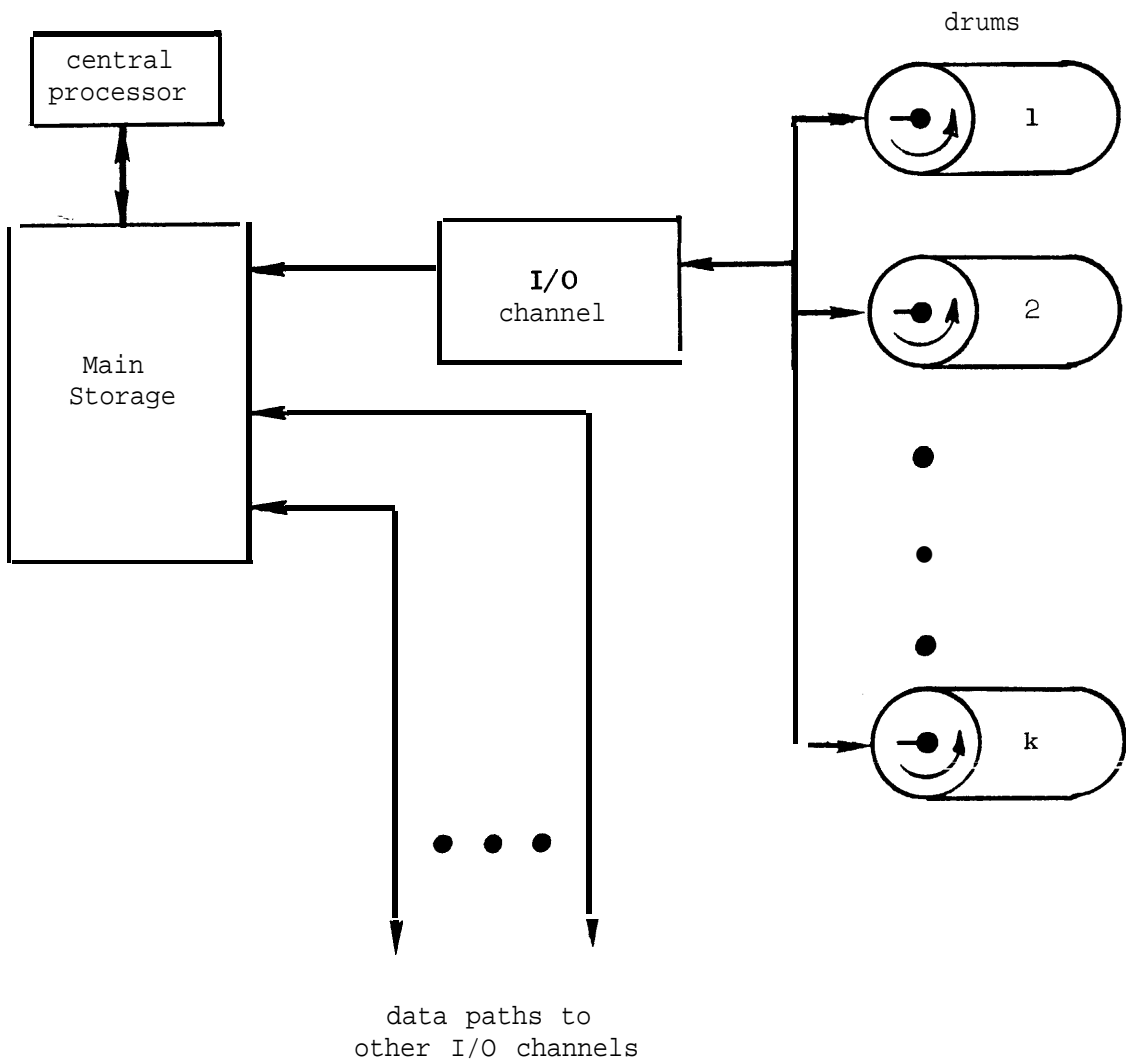 drums
central
processor
1
I/O
channel
2
Main
Storage
k
data paths to
other I/O channels